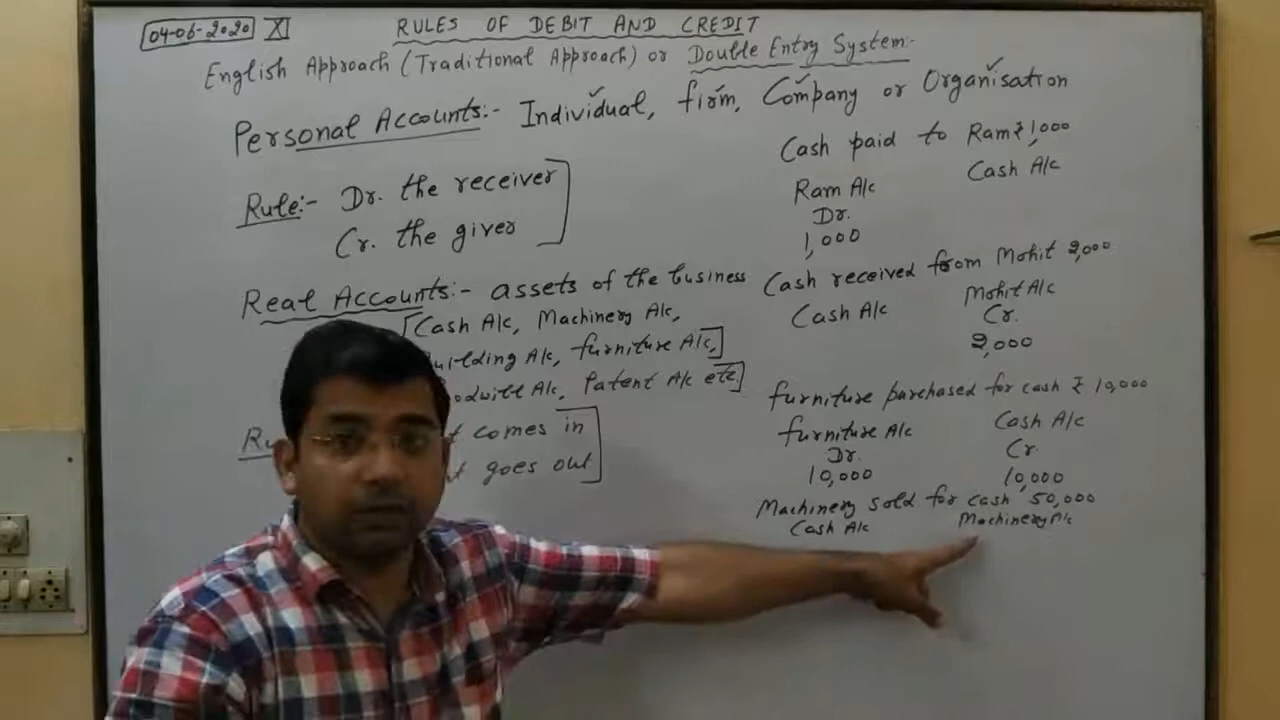 04-06-2020 XI
RULES OF DEBIT AND CREDIT
English Approach (Traditional Approach) or Double Entry System:-
Personal Accounts:- Individual, firm, Company or Organisation
Rule:- Dr. the receiver
Cr. the giver
Real Accounts:- assets of the business
[Cash A/c, Machinery A/c,
uilding A/c, furniture A/c,]
odwill A/c, Patent A/c etc]
Ru
t comes in
t goes out
Cash paid to Ram ₹ 1,000
Ram A/c Cash A/c
Dr.
1,000
Cash received from Mohit 2,000
Cash A/c Mohit A/c
Cr.
2,000
furniture purchased for cash ₹ 10,000
furniture A/c Cash A/c
Dr. Cr.
10,000 10,000
Machinery sold for cash 50,000
Cash A/c Machinery A/c